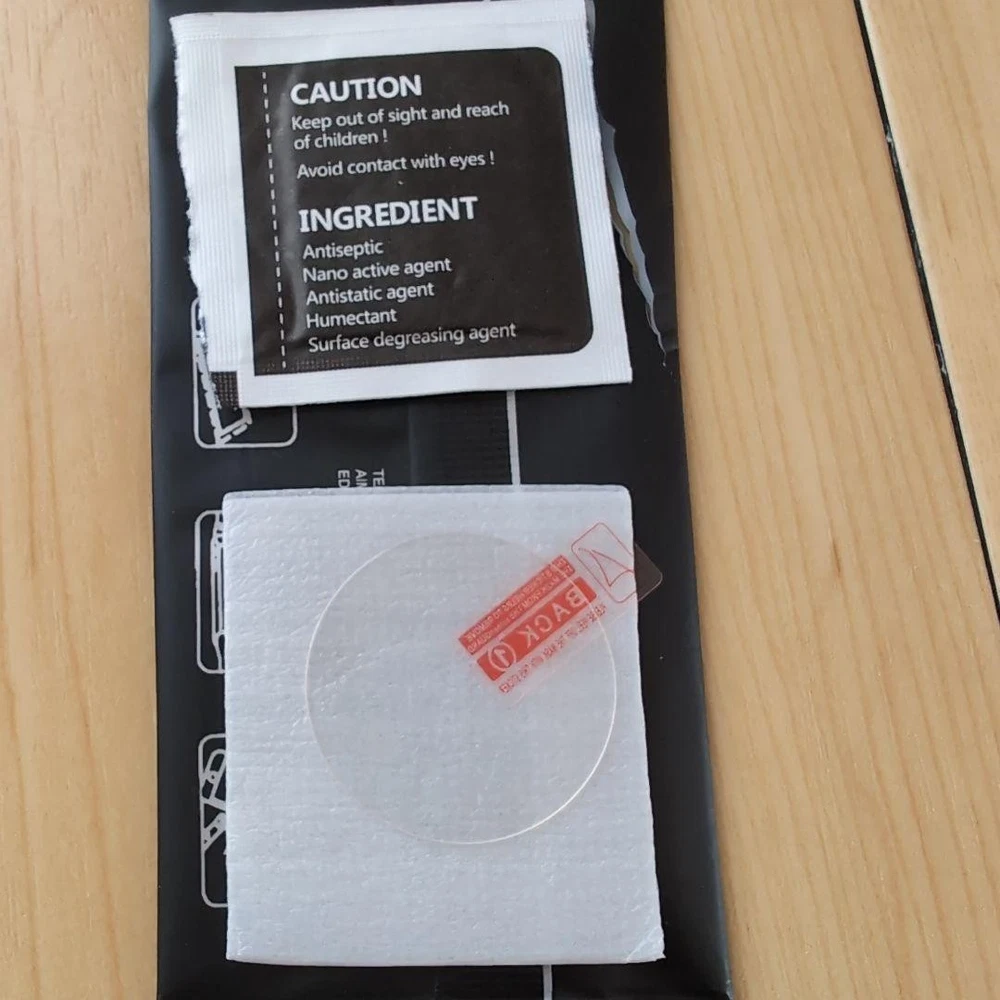 CAUTION
Keep out of sight and reach
of children !
Avoid contact with eyes !
INGREDIENT
Antiseptic
Nano active agent
Antistatic agent
Humectant
Surface degreasing agent
BACK 1